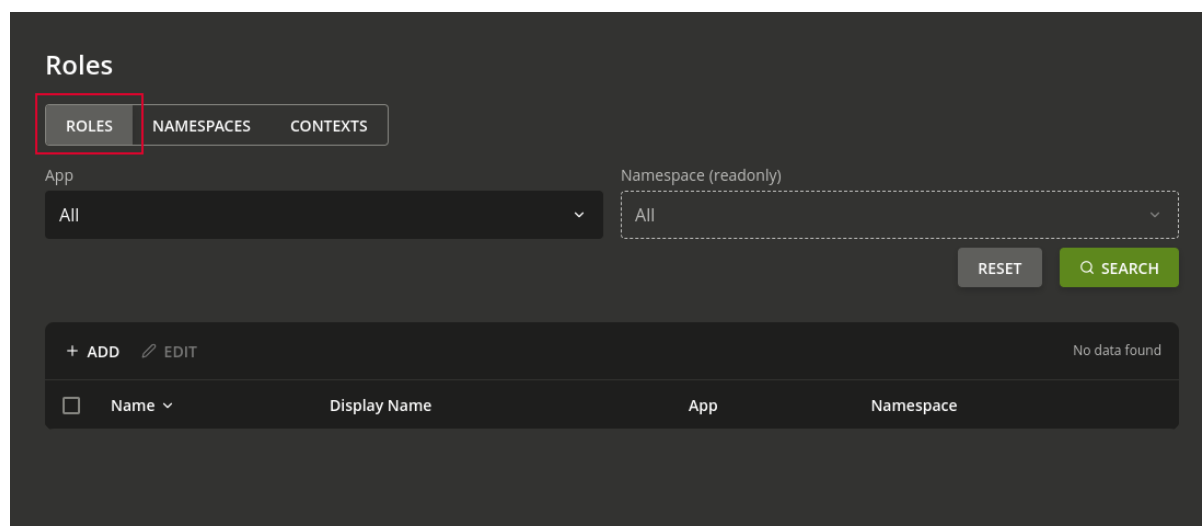 Roles
ROLES NAMESPACES CONTEXTS
App Namespace (readonly)
All All
RESET SEARCH
+ ADD EDIT No data found
Name Display Name App Namespace